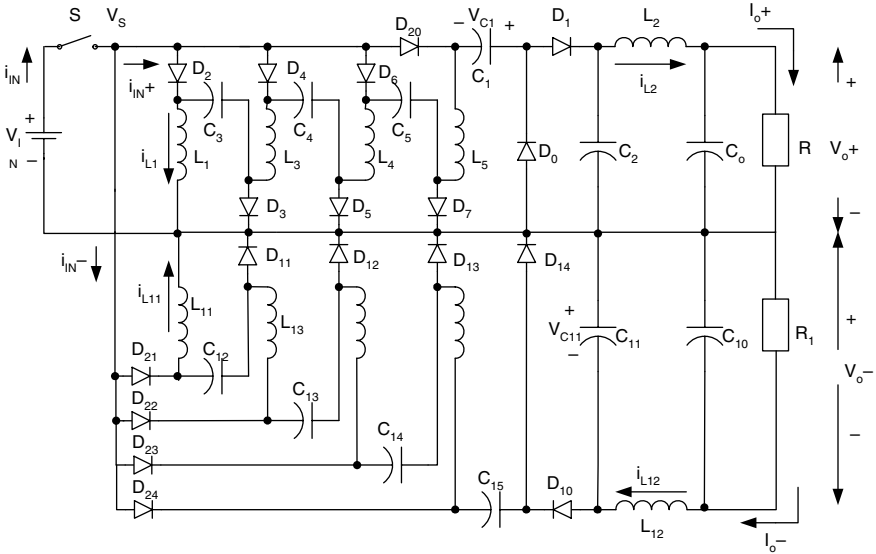 S V_S D_20 − V_C1 + D_1 L_2 I_o+
i_IN i_IN+ D_2 D_4 D_6 C_1 i_L2 +
+ V_I N − i_L1 L_1 C_3 L_3 C_4 L_4 C_5 L_5 D_0 C_2 C_o R V_o+
D_3 D_5 D_7 −
i_IN− D_11 D_12 D_13 D_14
i_L11 L_11 L_13 + V_C11 − C_11 C_10 R_1 +
D_21 C_12 V_o−
D_22 C_13
D_23 C_14 −
D_24 C_15 D_10 i_L12
L_12 I_o−